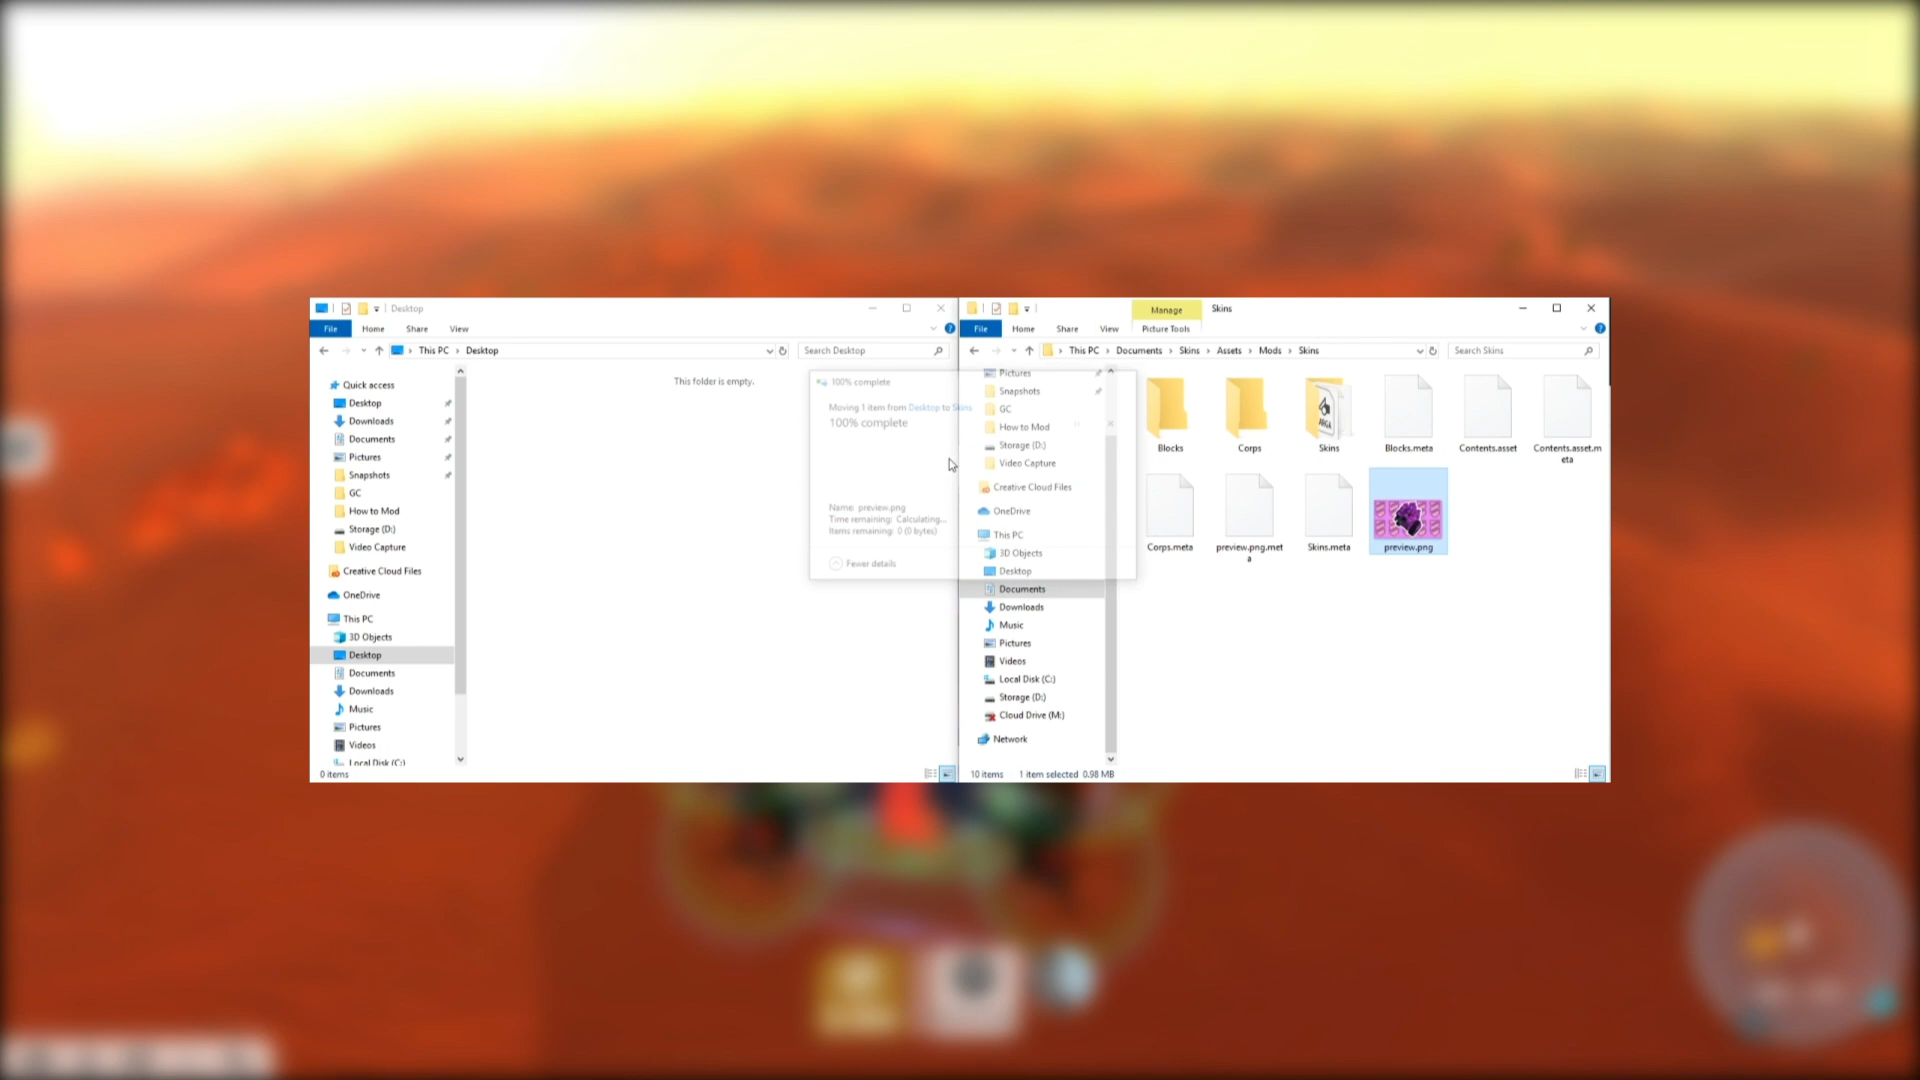 Desktop
File
Home
Share
View
This PC
Desktop
Search Desktop
This folder is empty.
Quick access
Desktop
Downloads
Documents
Pictures
Snapshots
GC
How to Mod
Storage (D:)
Video Capture
Creative Cloud Files
OneDrive
This PC
3D Objects
Desktop
Documents
Downloads
Music
Pictures
Videos
Local Disk (C:)
0 items
100% complete
Moving 1 item from Desktop to Skins
100% complete
Name: preview.png
Time remaining: Calculating...
Items remaining: 0 (0 bytes)
Fewer details
Manage
Skins
File
Home
Share
View
Picture Tools
This PC
Documents
Skins
Assets
Mods
Skins
Search Skins
Pictures
Snapshots
GC
How to Mod
Storage (D:)
Video Capture
Creative Cloud Files
OneDrive
This PC
3D Objects
Desktop
Documents
Downloads
Music
Pictures
Videos
Local Disk (C:)
Storage (D:)
Cloud Drive (M:)
Network
Blocks
Corps
Skins
Blocks.meta
Contents.asset
Contents.asset.m
eta
Corps.meta
preview.png.met
a
Skins.meta
preview.png
10 items
1 item selected 0.98 MB